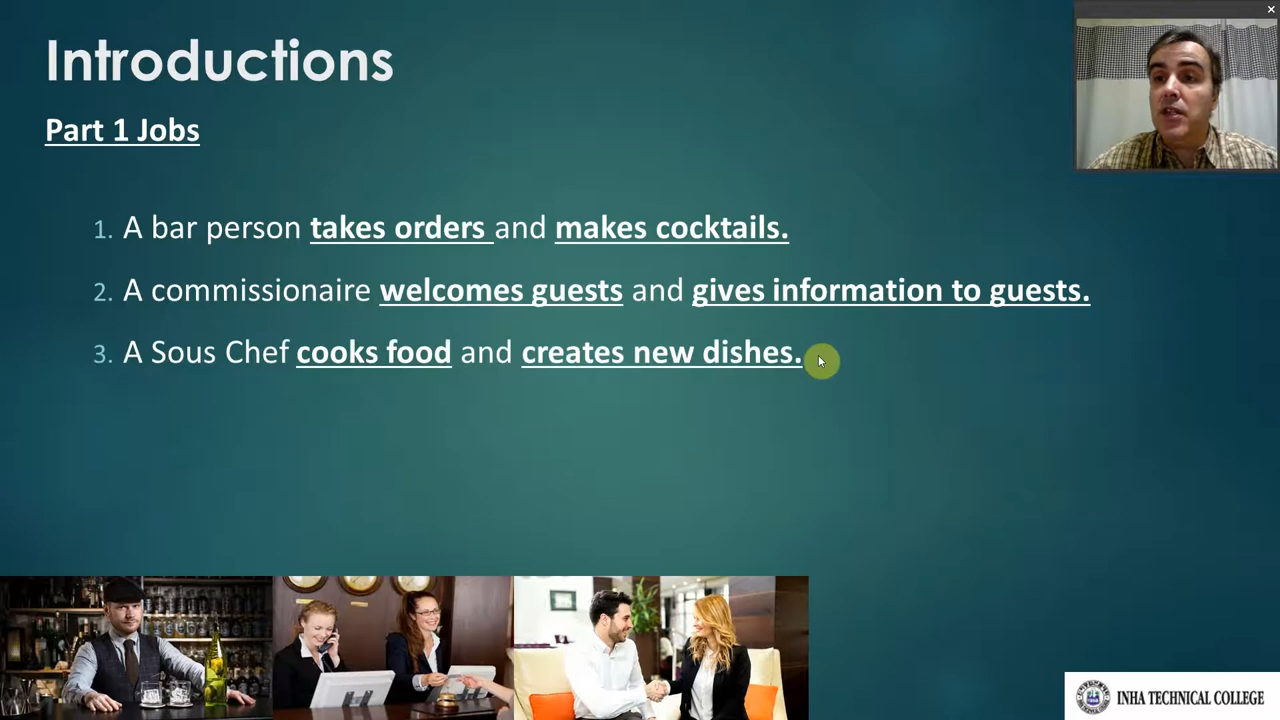 Introductions
Part 1 Jobs
1. A bar person takes orders and makes cocktails.
2. A commissionaire welcomes guests and gives information to guests.
3. A Sous Chef cooks food and creates new dishes.
INHA TECHNICAL COLLEGE